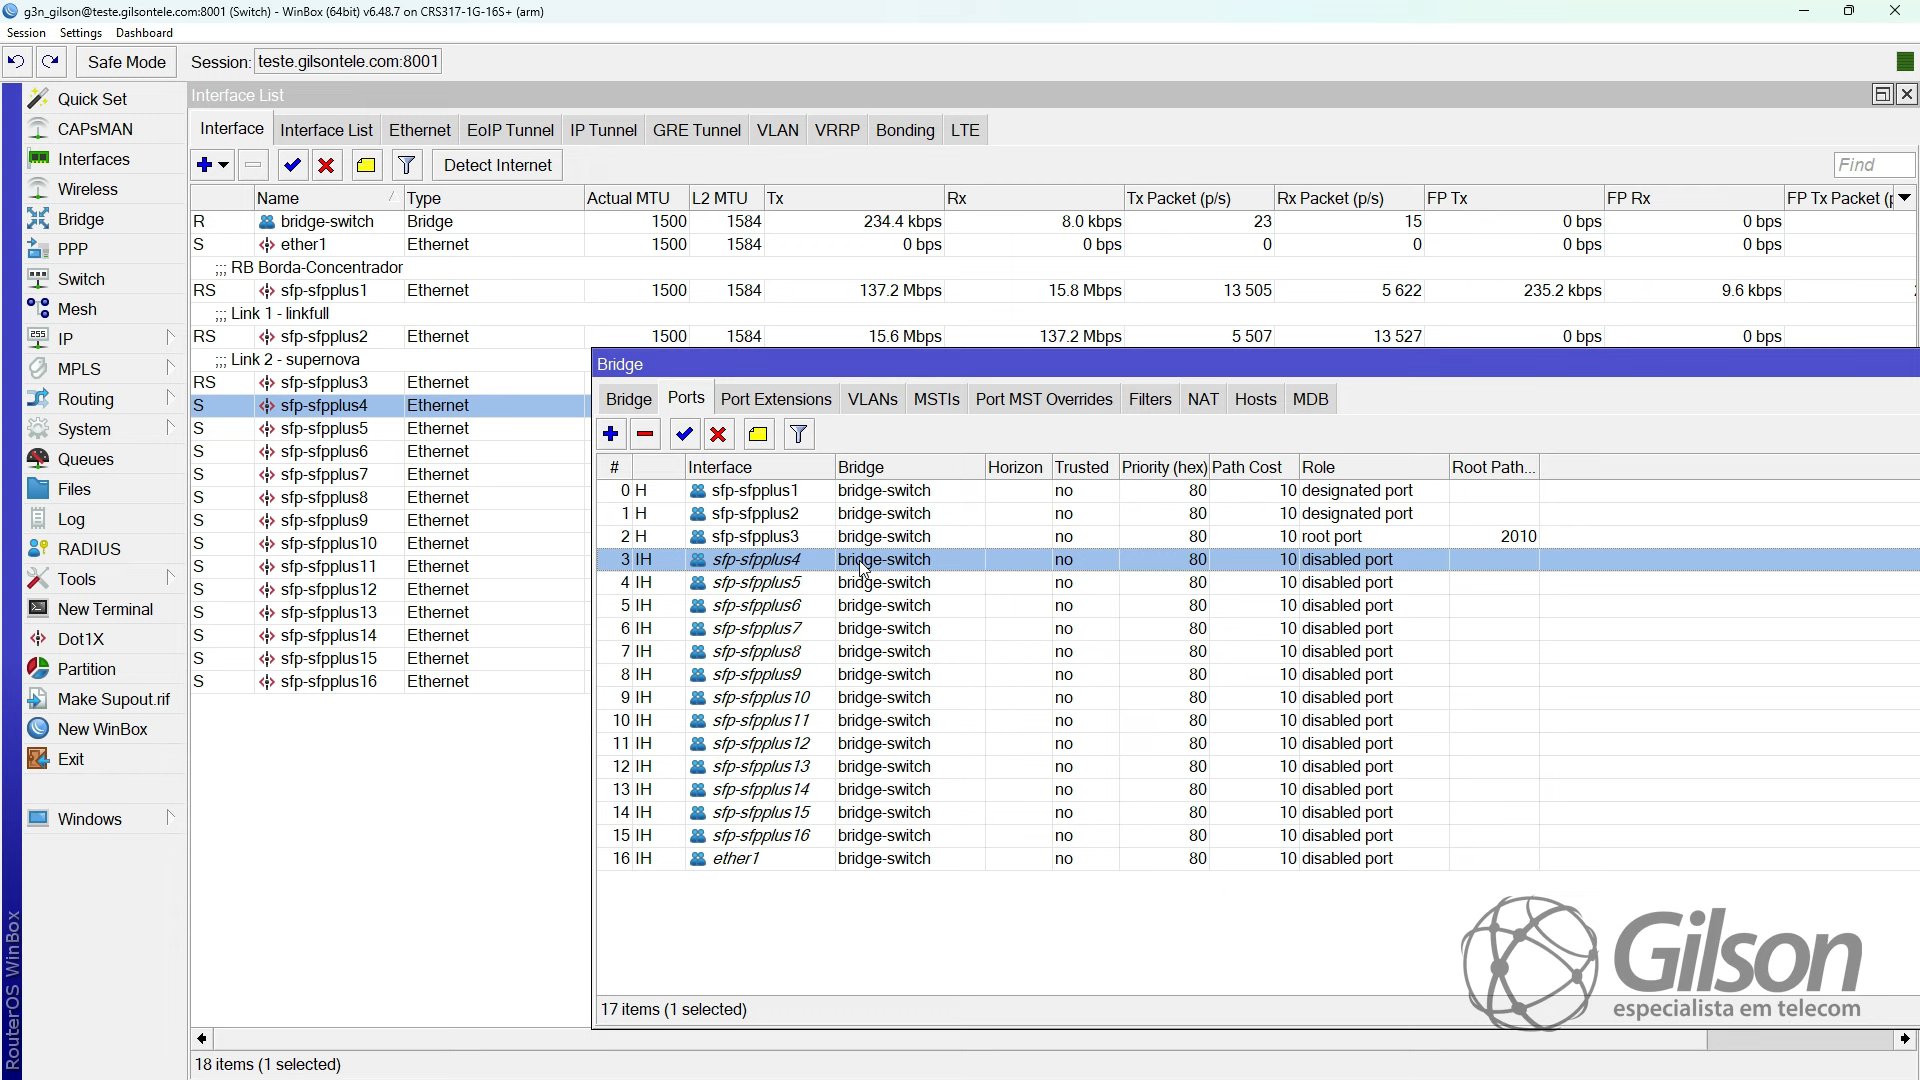 g3n_gilson@teste.gilsontele.com:8001 (Switch) - WinBox (64bit) v6.48.7 on CRS317-1G-16S+ (arm)
Session Settings Dashboard
Safe Mode Session: teste.gilsontele.com:8001
Quick Set
CAPsMAN
Interfaces
Wireless
Bridge
PPP
Switch
Mesh
IP
MPLS
Routing
System
Queues
Files
Log
RADIUS
Tools
New Terminal
Dot1X
Partition
Make Supout.rif
New WinBox
Exit
Windows
RouterOS WinBox
Interface List
Interface Interface List Ethernet EoIP Tunnel IP Tunnel GRE Tunnel VLAN VRRP Bonding LTE
Detect Internet Find
Name Type Actual MTU L2 MTU Tx Rx Tx Packet (p/s) Rx Packet (p/s) FP Tx FP Rx FP Tx Packet (
R bridge-switch Bridge 1500 1584 234.4 kbps 8.0 kbps 23 15 0 bps 0 bps
S ether1 Ethernet 1500 1584 0 bps 0 bps 0 0 0 bps 0 bps
;;; RB Borda-Concentrador
RS sfp-sfpplus1 Ethernet 1500 1584 137.2 Mbps 15.8 Mbps 13 505 5 622 235.2 kbps 9.6 kbps
;;; Link 1 - linkfull
RS sfp-sfpplus2 Ethernet 1500 1584 15.6 Mbps 137.2 Mbps 5 507 13 527 0 bps 0 bps
;;; Link 2 - supernova
RS sfp-sfpplus3 Ethernet
S sfp-sfpplus4 Ethernet
S sfp-sfpplus5 Ethernet
S sfp-sfpplus6 Ethernet
S sfp-sfpplus7 Ethernet
S sfp-sfpplus8 Ethernet
S sfp-sfpplus9 Ethernet
S sfp-sfpplus10 Ethernet
S sfp-sfpplus11 Ethernet
S sfp-sfpplus12 Ethernet
S sfp-sfpplus13 Ethernet
S sfp-sfpplus14 Ethernet
S sfp-sfpplus15 Ethernet
S sfp-sfpplus16 Ethernet
18 items (1 selected)
Bridge
Bridge Ports Port Extensions VLANs MSTIs Port MST Overrides Filters NAT Hosts MDB
# Interface Bridge Horizon Trusted Priority (hex) Path Cost Role Root Path...
0 H sfp-sfpplus1 bridge-switch no 80 10 designated port
1 H sfp-sfpplus2 bridge-switch no 80 10 designated port
2 H sfp-sfpplus3 bridge-switch no 80 10 root port 2010
3 IH sfp-sfpplus4 bridge-switch no 80 10 disabled port
4 IH sfp-sfpplus5 bridge-switch no 80 10 disabled port
5 IH sfp-sfpplus6 bridge-switch no 80 10 disabled port
6 IH sfp-sfpplus7 bridge-switch no 80 10 disabled port
7 IH sfp-sfpplus8 bridge-switch no 80 10 disabled port
8 IH sfp-sfpplus9 bridge-switch no 80 10 disabled port
9 IH sfp-sfpplus10 bridge-switch no 80 10 disabled port
10 IH sfp-sfpplus11 bridge-switch no 80 10 disabled port
11 IH sfp-sfpplus12 bridge-switch no 80 10 disabled port
12 IH sfp-sfpplus13 bridge-switch no 80 10 disabled port
13 IH sfp-sfpplus14 bridge-switch no 80 10 disabled port
14 IH sfp-sfpplus15 bridge-switch no 80 10 disabled port
15 IH sfp-sfpplus16 bridge-switch no 80 10 disabled port
16 IH ether1 bridge-switch no 80 10 disabled port
17 items (1 selected)
Gilson
especialista em telecom